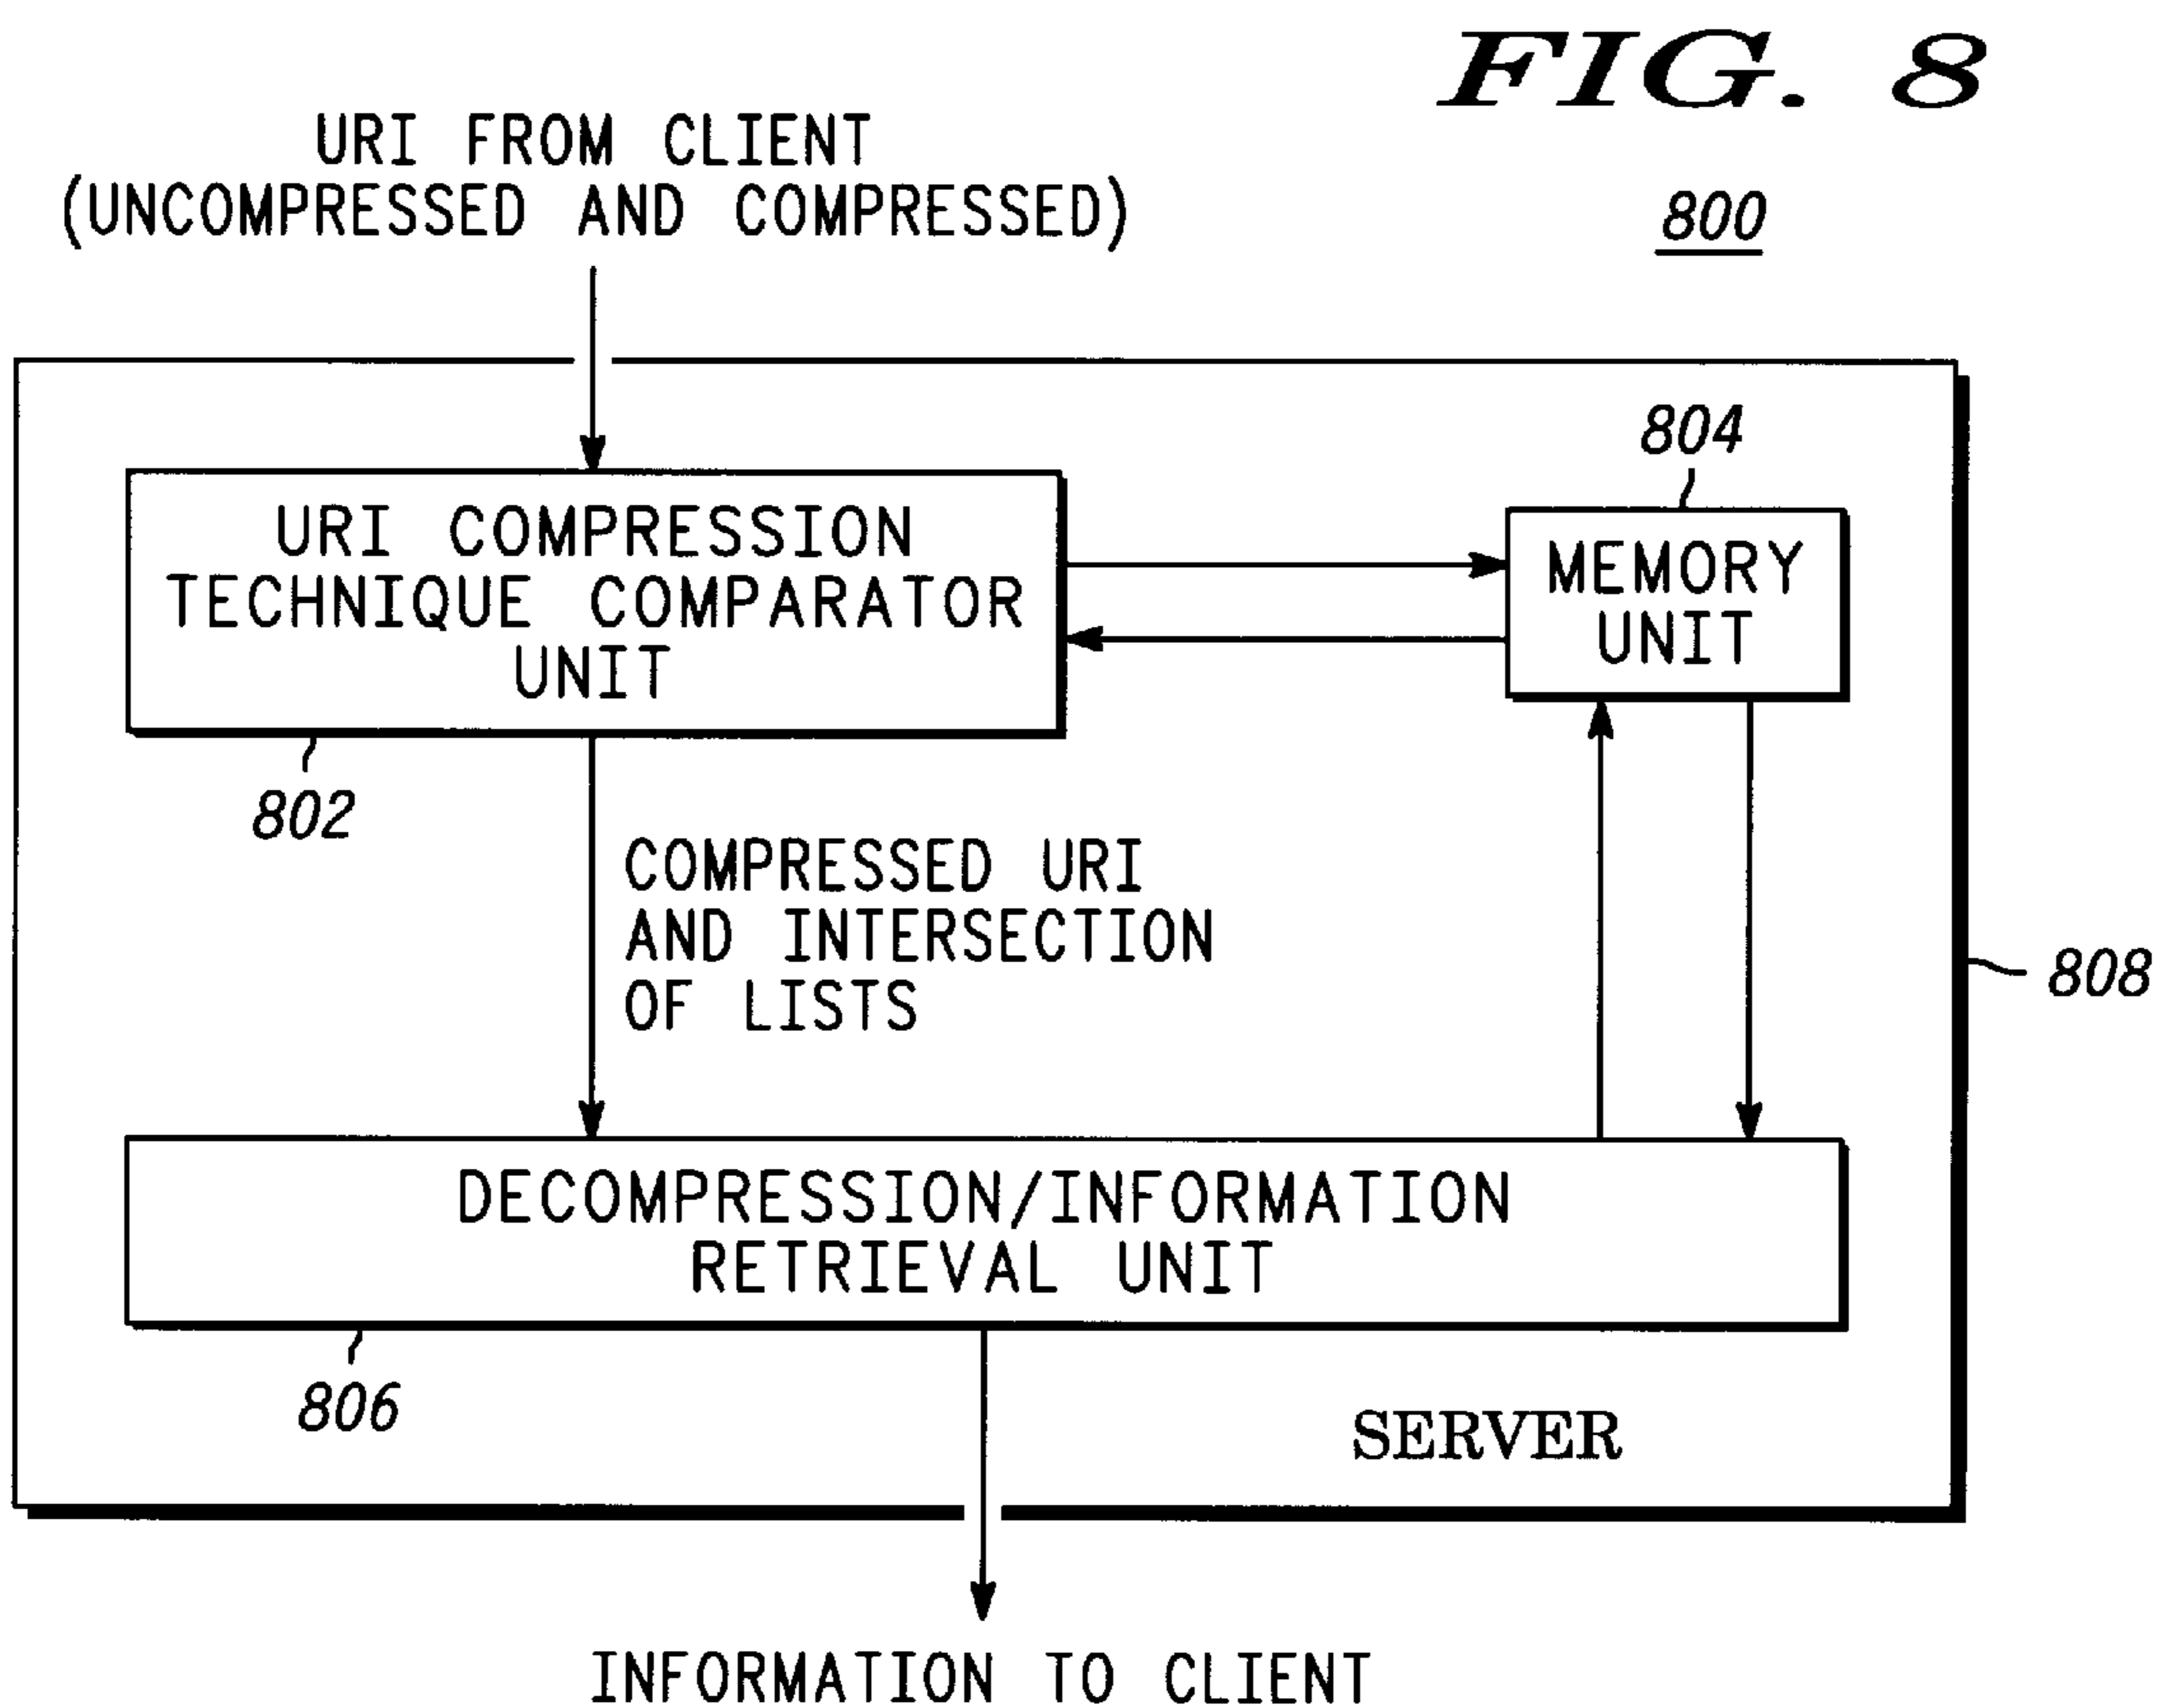 FIG. 8
URI FROM CLIENT
(UNCOMPRESSED AND COMPRESSED)
800
804
URI COMPRESSION
TECHNIQUE COMPARATOR
UNIT
MEMORY
UNIT
802
COMPRESSED URI
AND INTERSECTION
OF LISTS
808
DECOMPRESSION/INFORMATION
RETRIEVAL UNIT
806
SERVER
INFORMATION TO CLIENT